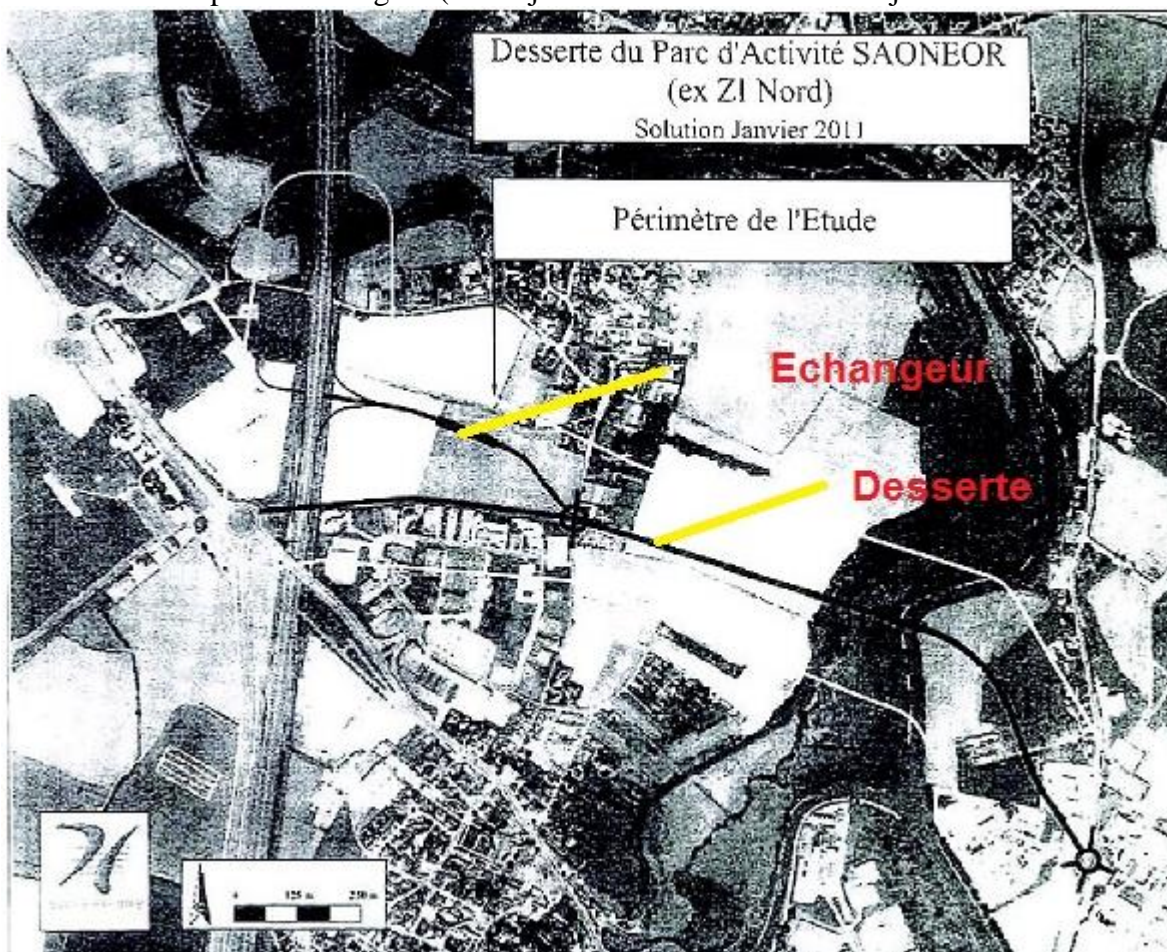 Desserte du Parc d'Activité SAONEOR
(ex ZI Nord)
Solution Janvier 2011
Périmètre de l'Etude
Echangeur
Desserte
0 125 m 250 m